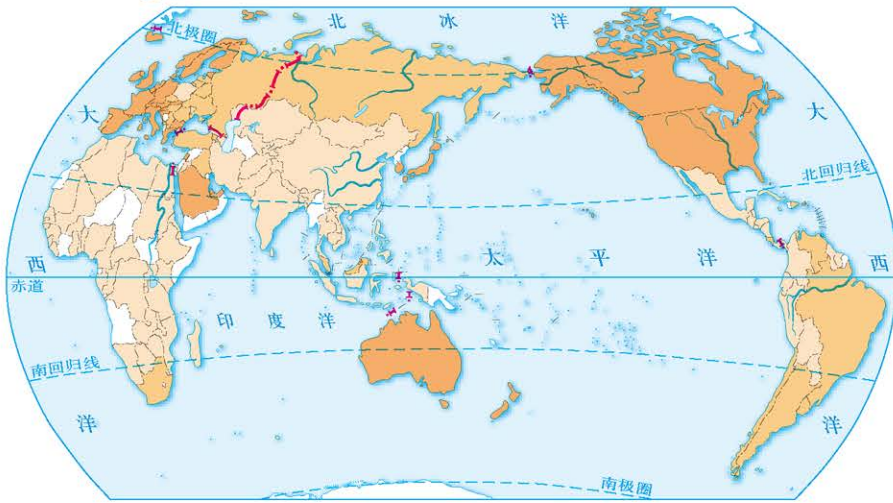 北冰洋
北极圈
大
大
北回归线
西
太平洋
西
赤道
印度洋
南回归线
洋
洋
南极圈